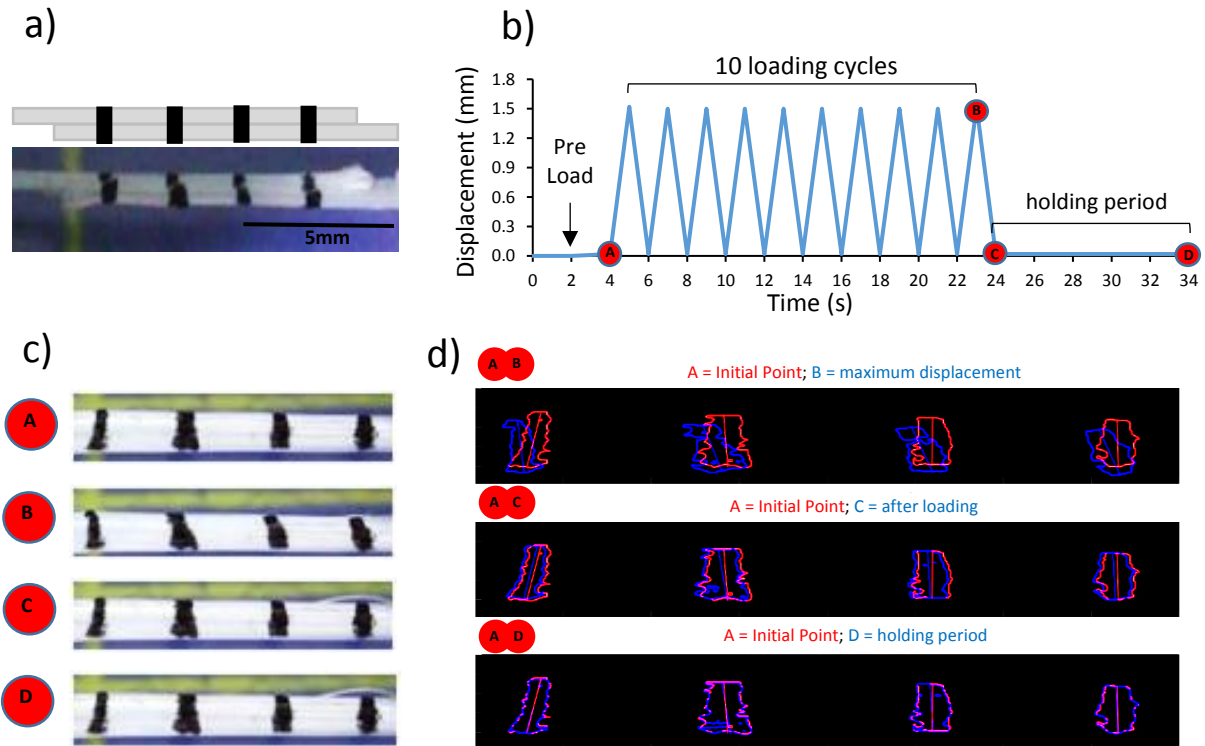 a)
5mm
b)
10 loading cycles
Displacement (mm)
1.8
1.5
1.2
0.9
0.6
0.3
0.0
Pre
Load
holding period
A
B
C
D
0 2 4 6 8 10 12 14 16 18 20 22 24 26 28 30 32 34
Time (s)
c)
A
B
C
D
d)
A B
A = Initial Point; B = maximum displacement
A C
A = Initial Point; C = after loading
A D
A = Initial Point; D = holding period